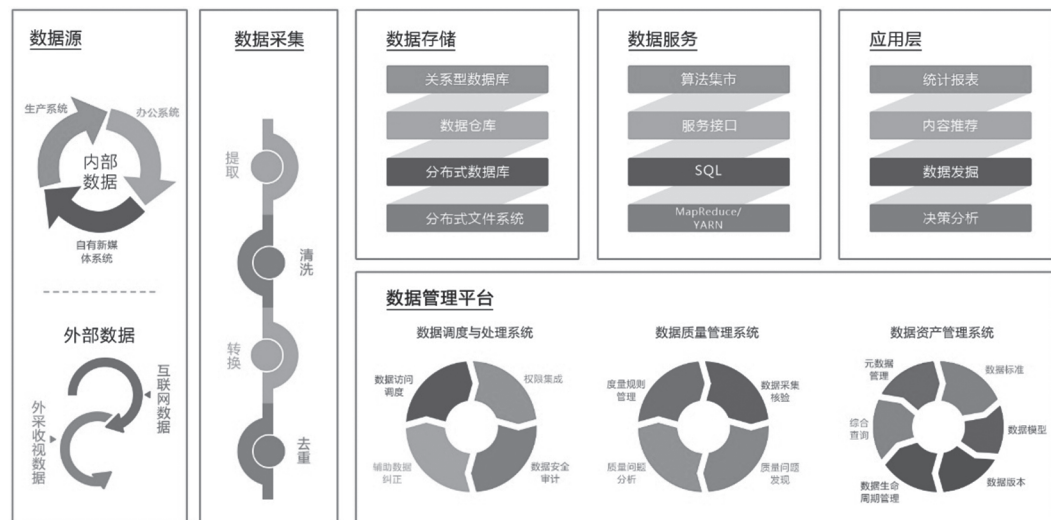 数据源
生产系统
办公系统
内部
数据
自有新媒
体系统
外部数据
互联网数据
外采收视数据
数据采集
提取
清洗
转换
去重
数据存储
关系型数据库
数据仓库
分布式数据库
分布式文件系统
数据服务
算法集市
服务接口
SQL
MapReduce/
YARN
应用层
统计报表
内容推荐
数据发掘
决策分析
数据管理平台
数据调度与处理系统
数据访问
调度
权限集成
辅助数据
纠正
数据安全
审计
数据质量管理系统
度量规则
管理
数据采集
核验
质量问题
分析
质量问题
发现
数据资产管理系统
元数据
管理
数据标准
综合
查询
数据模型
数据生命
周期管理
数据版本